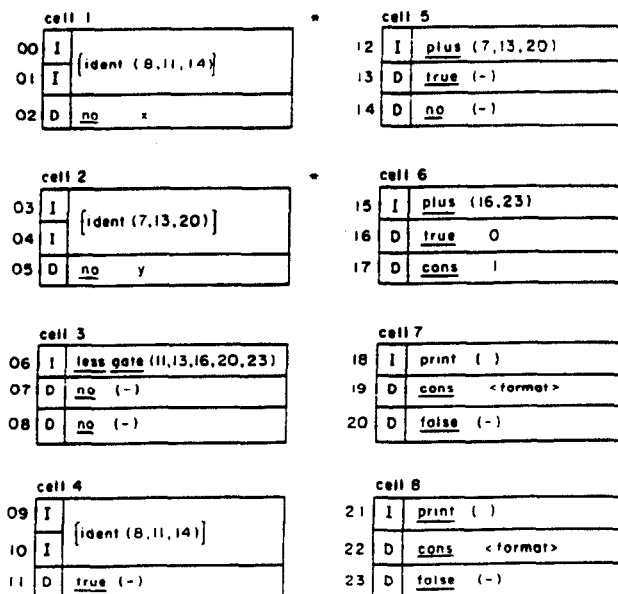 cell 1
00 I [ident (8,11,14)]
01 I
02 D no x
cell 2
03 I [ident (7,13,20)]
04 I
05 D no y
cell 3
06 I less gate (11,13,16,20,23)
07 D no (-)
08 D no (-)
cell 4
09 I [ident (8,11,14)]
10 I
11 D true (-)
* cell 5
12 I plus (7,13,20)
13 D true (-)
14 D no (-)
* cell 6
15 I plus (16,23)
16 D true 0
17 D cons 1
cell 7
18 I print ( )
19 D cons <format>
20 D false (-)
cell 8
21 I print ( )
22 D cons <format>
23 D false (-)